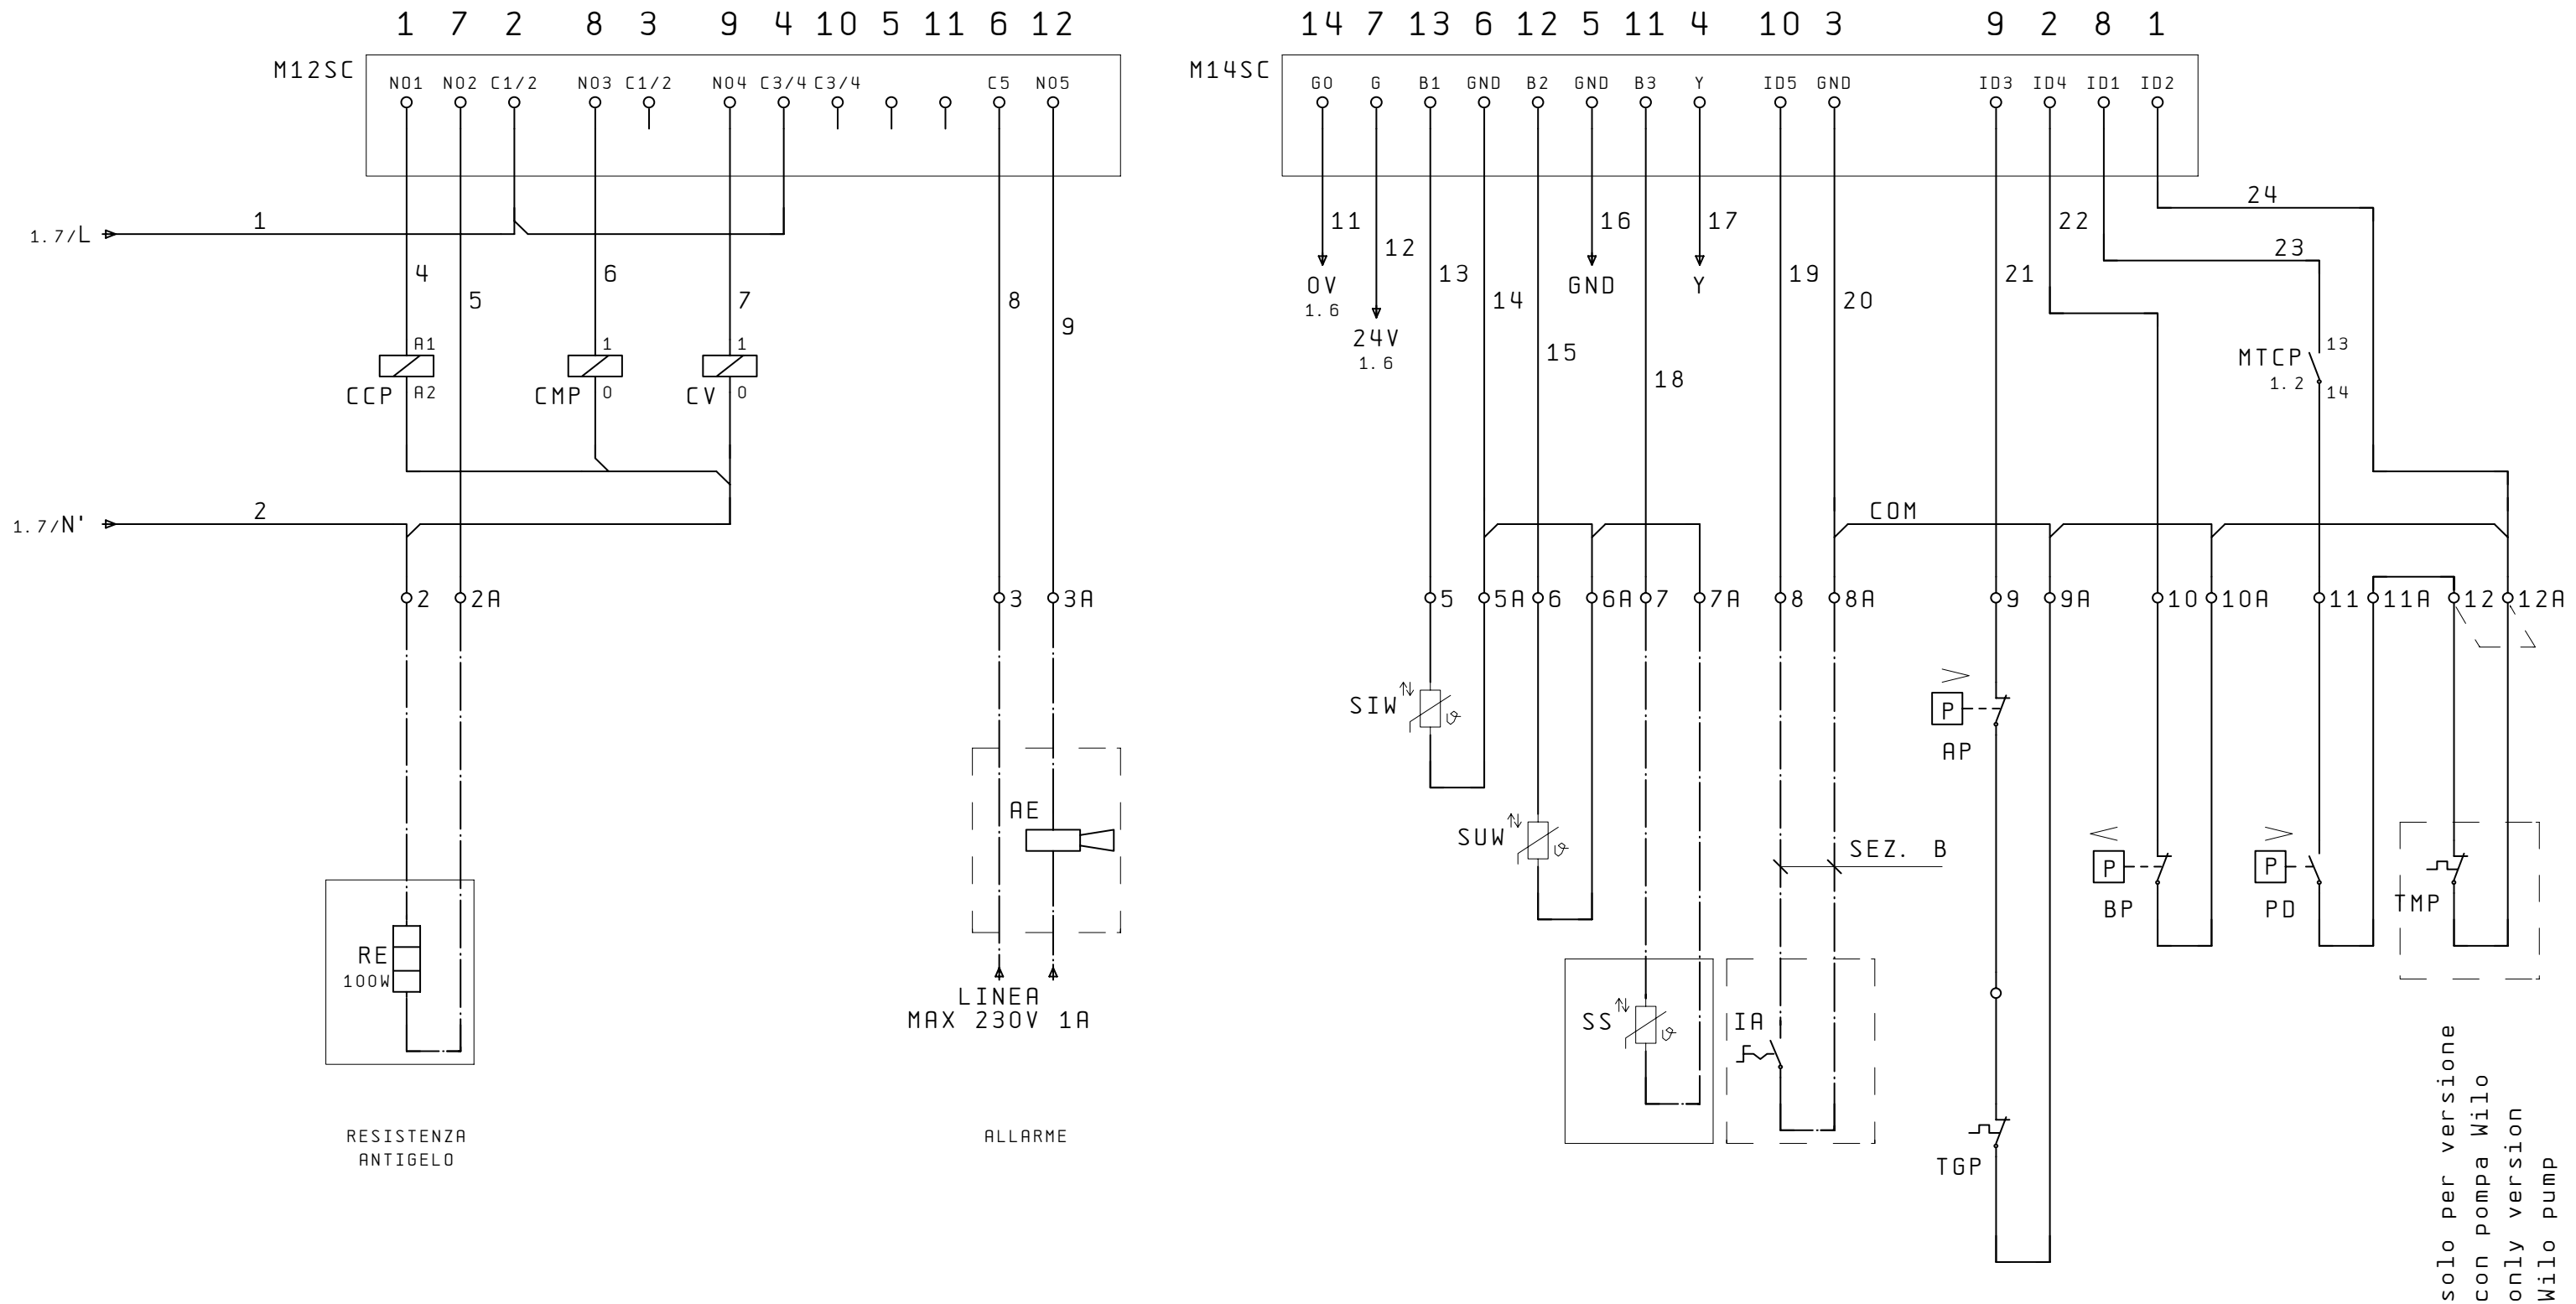 1 7 2 8 3 9 4 10 5 11 6 12
14 7 13 6 12 5 11 4 10 3 9 2 8 1
M12SC
NO1 NO2 C1/2 NO3 C1/2 NO4 C3/4 C3/4 C5 NO5
M14SC
G0 G B1 GND B2 GND B3 Y ID5 GND ID3 ID4 ID1 ID2
1.7/L
1
4
5
6
7
8
9
11
12
13
14
15
16
17
18
19
20
21
22
23
24
0V
1.6
24V
1.6
GND
Y
MTCP
1.2
13
14
CCP
A1
A2
CMP
1
0
CV
1
0
1.7/N'
2
COM
2 2A 3 3A 5 5A 6 6A 7 7A 8 8A 9 9A 10 10A 11 11A 12 12A
SIW
ϑ
>
P
AP
AE
SUW
ϑ
SEZ. B
<
P
BP
>
P
PD
TMP
RE
100W
LINEA
MAX 230V 1A
SS
ϑ
IA
TGP
RESISTENZA
ANTIGELO
ALLARME
solo per versione
con pompa Wilo
only version
Wilo pump